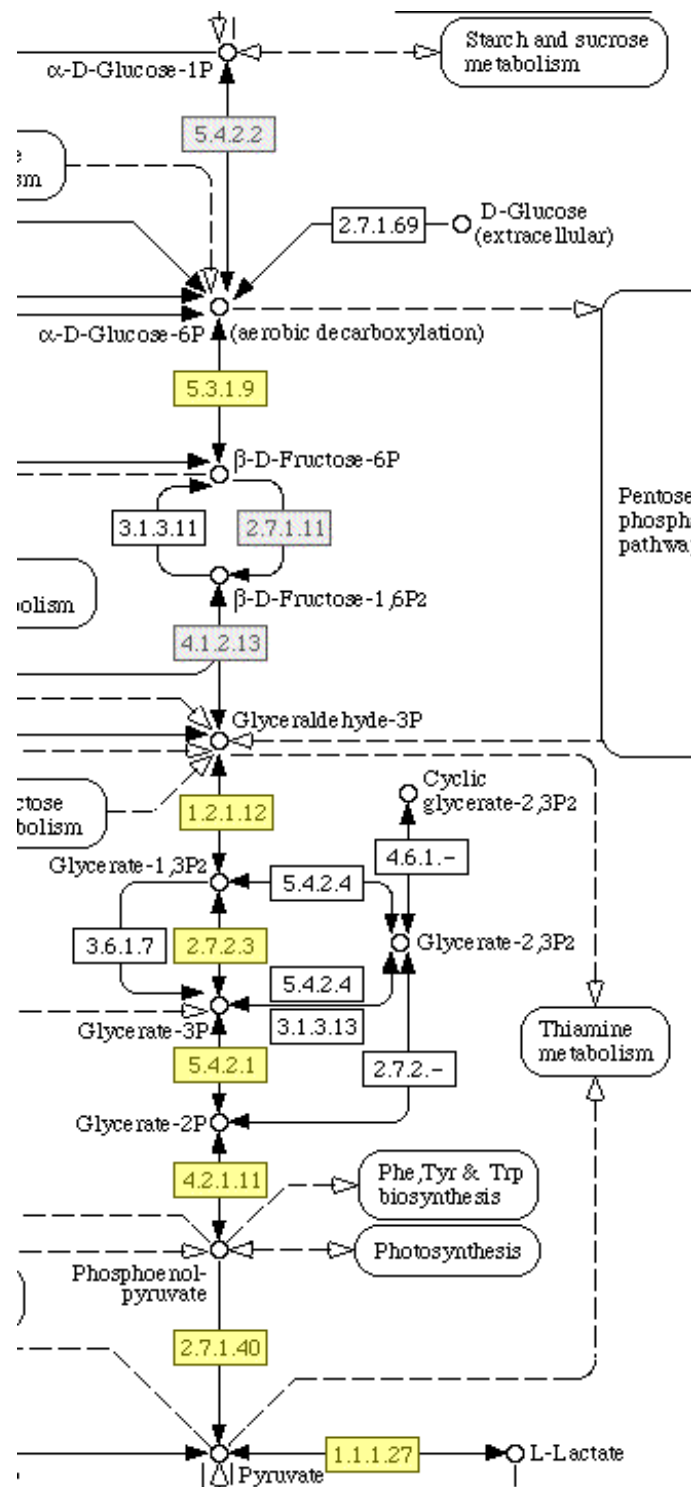 Starch and sucrose
metabolism
α-D-Glucose-1P
5.4.2.2
2.7.1.69
D-Glucose
(extracellular)
α-D-Glucose-6P
(aerobic decarboxylation)
5.3.1.9
β-D-Fructose-6P
3.1.3.11
2.7.1.11
β-D-Fructose-1,6P2
4.1.2.13
Glyceraldehyde-3P
Cyclic
glycerate-2,3P2
1.2.1.12
4.6.1.-
Glycerate-1,3P2
5.4.2.4
3.6.1.7
2.7.2.3
Glycerate-2,3P2
5.4.2.4
3.1.3.13
Glycerate-3P
Thiamine
metabolism
5.4.2.1
2.7.2.-
Glycerate-2P
4.2.1.11
Phe,Tyr & Trp
biosynthesis
Photosynthesis
Phosphoenol-
pyruvate
2.7.1.40
1.1.1.27
L-Lactate
Pyruvate